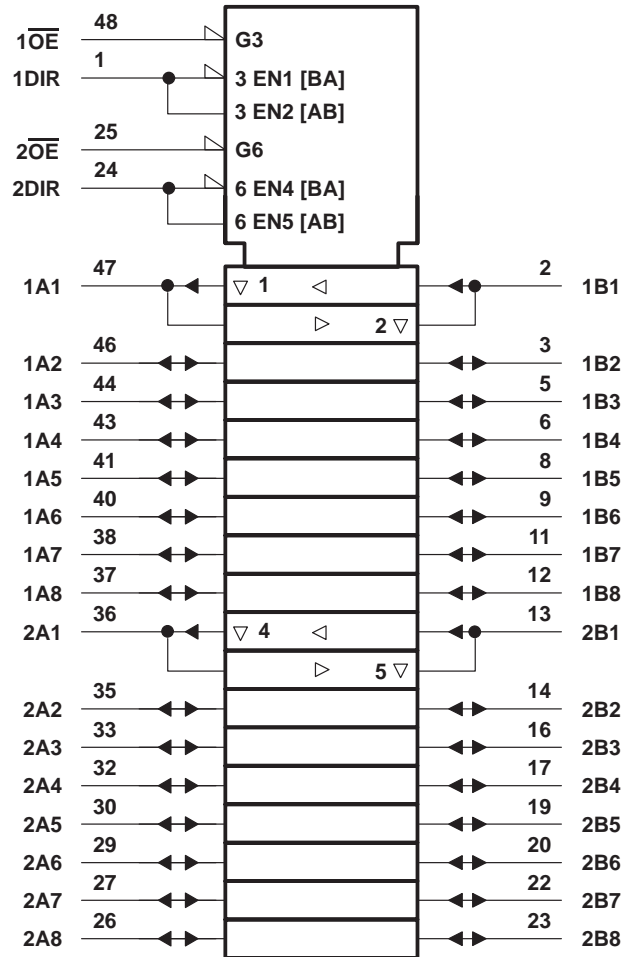 48
1OE G3
1
1DIR 3 EN1 [BA]
3 EN2 [AB]
25
2OE G6
24
2DIR 6 EN4 [BA]
6 EN5 [AB]
47 2
1A1 ▽ 1 ◁ 1B1
▷ 2 ▽
46 3
1A2 1B2
44 5
1A3 1B3
43 6
1A4 1B4
41 8
1A5 1B5
40 9
1A6 1B6
38 11
1A7 1B7
37 12
1A8 1B8
36 13
2A1 ▽ 4 ◁ 2B1
▷ 5 ▽
35 14
2A2 2B2
33 16
2A3 2B3
32 17
2A4 2B4
30 19
2A5 2B5
29 20
2A6 2B6
27 22
2A7 2B7
26 23
2A8 2B8